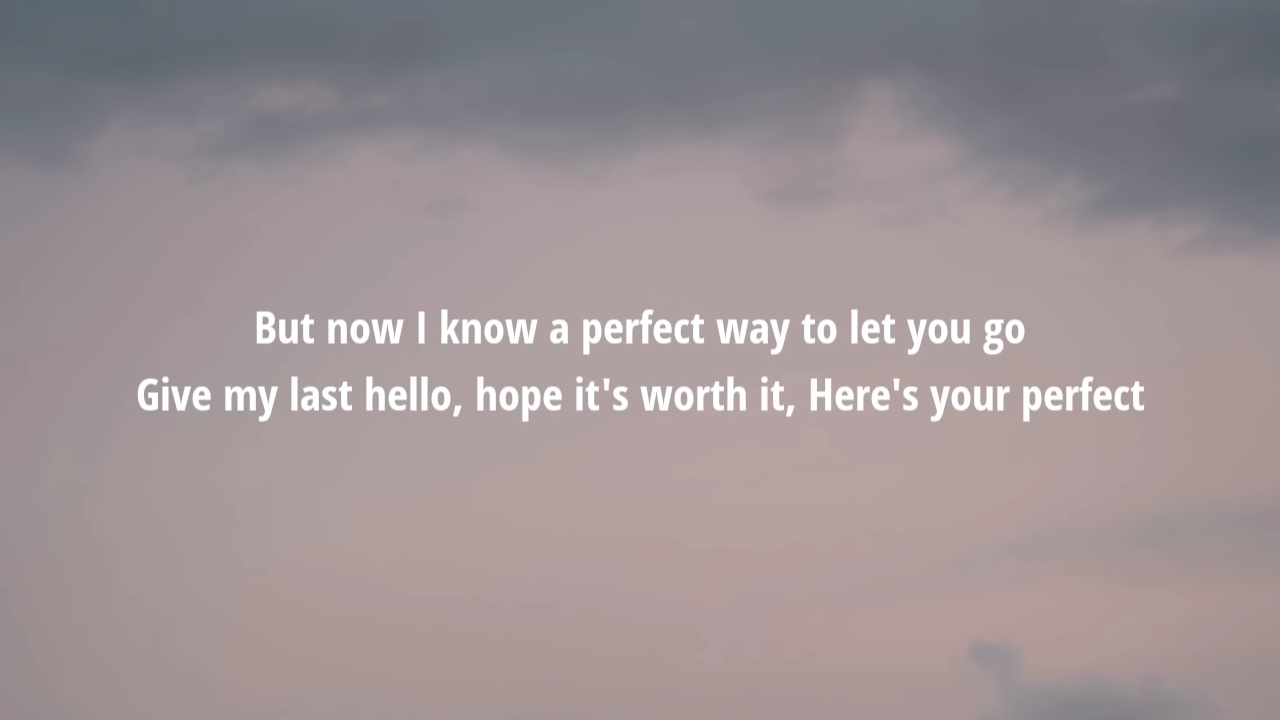 But now I know a perfect way to let you go
Give my last hello, hope it's worth it, Here's your perfect